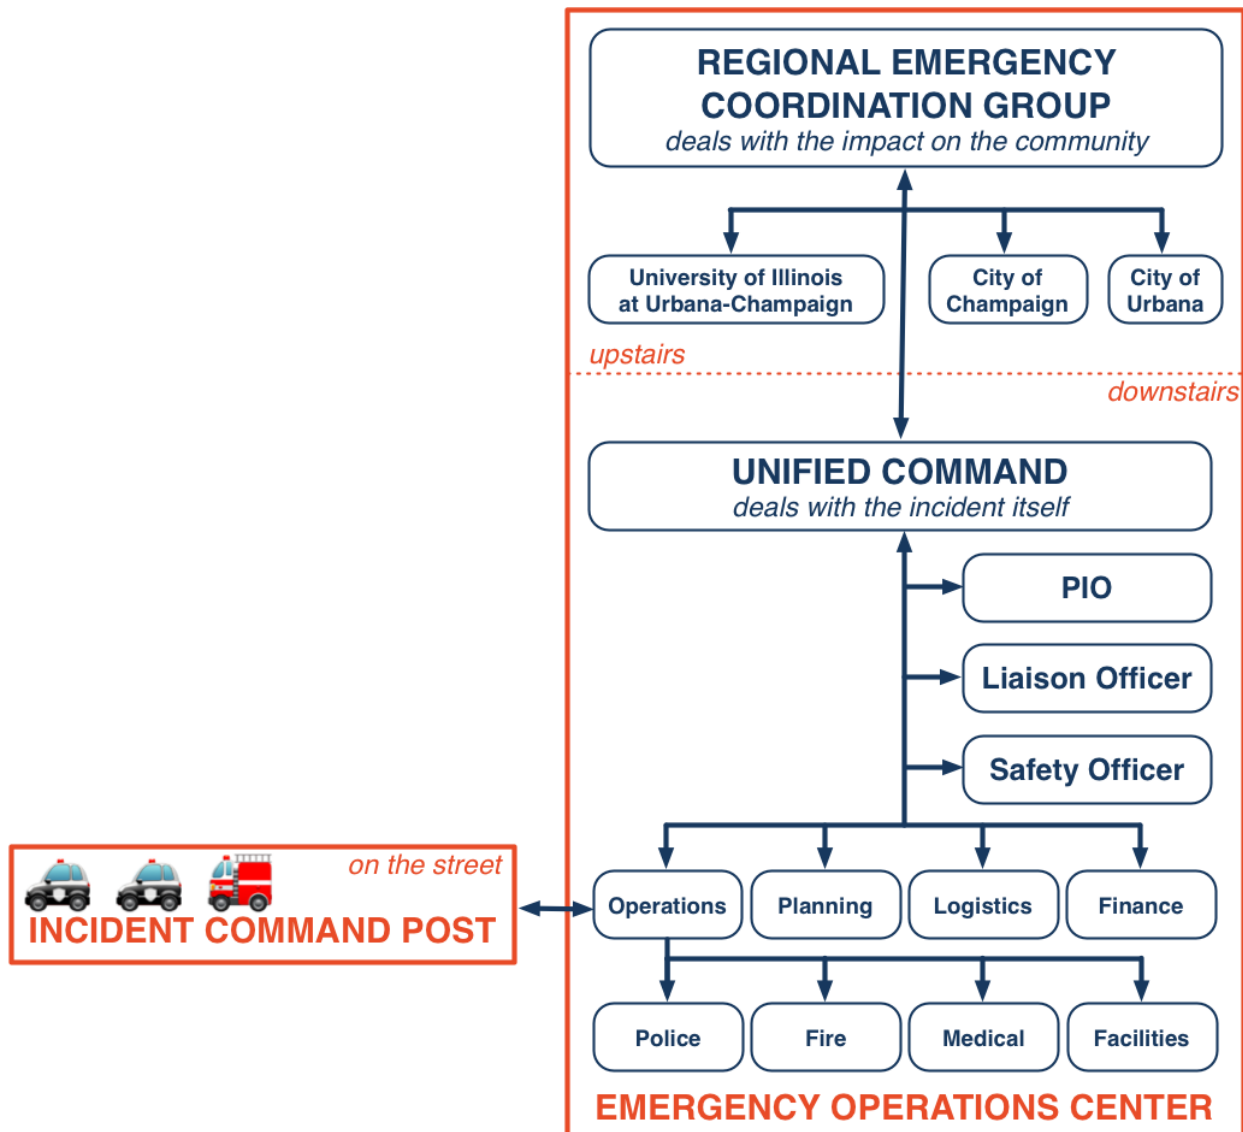 REGIONAL EMERGENCY
COORDINATION GROUP
deals with the impact on the community
University of Illinois
at Urbana-Champaign
City of
Champaign
City of
Urbana
upstairs
downstairs
UNIFIED COMMAND
deals with the incident itself
PIO
Liaison Officer
Safety Officer
on the street
INCIDENT COMMAND POST
Operations
Planning
Logistics
Finance
Police
Fire
Medical
Facilities
EMERGENCY OPERATIONS CENTER